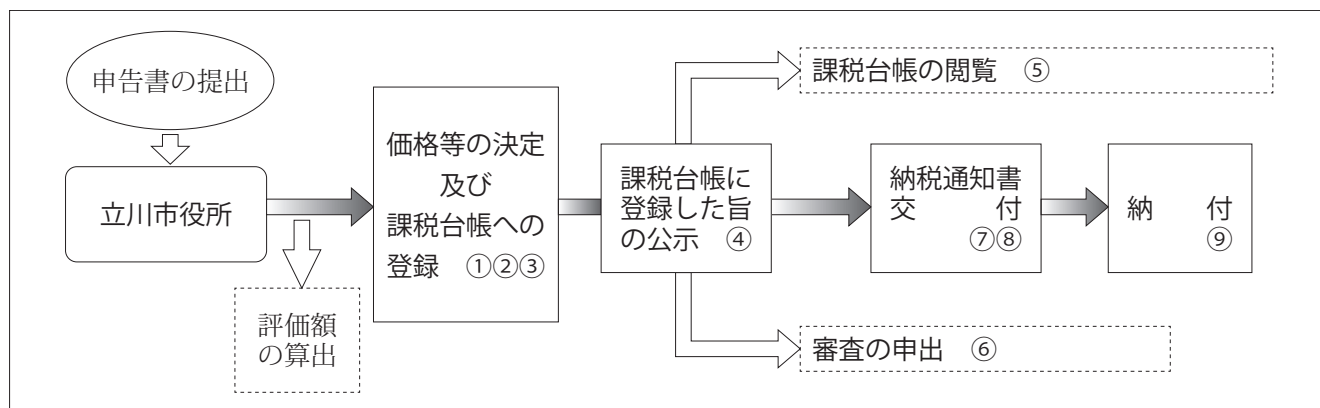 申告書の提出
立川市役所
評価額
の算出
価格等の決定
及び
課税台帳への
登録　①②③
課税台帳に
登録した旨
の公示　④
課税台帳の閲覧　⑤
審査の申出　⑥
納税通知書
交　　　付
⑦⑧
納　　付
⑨